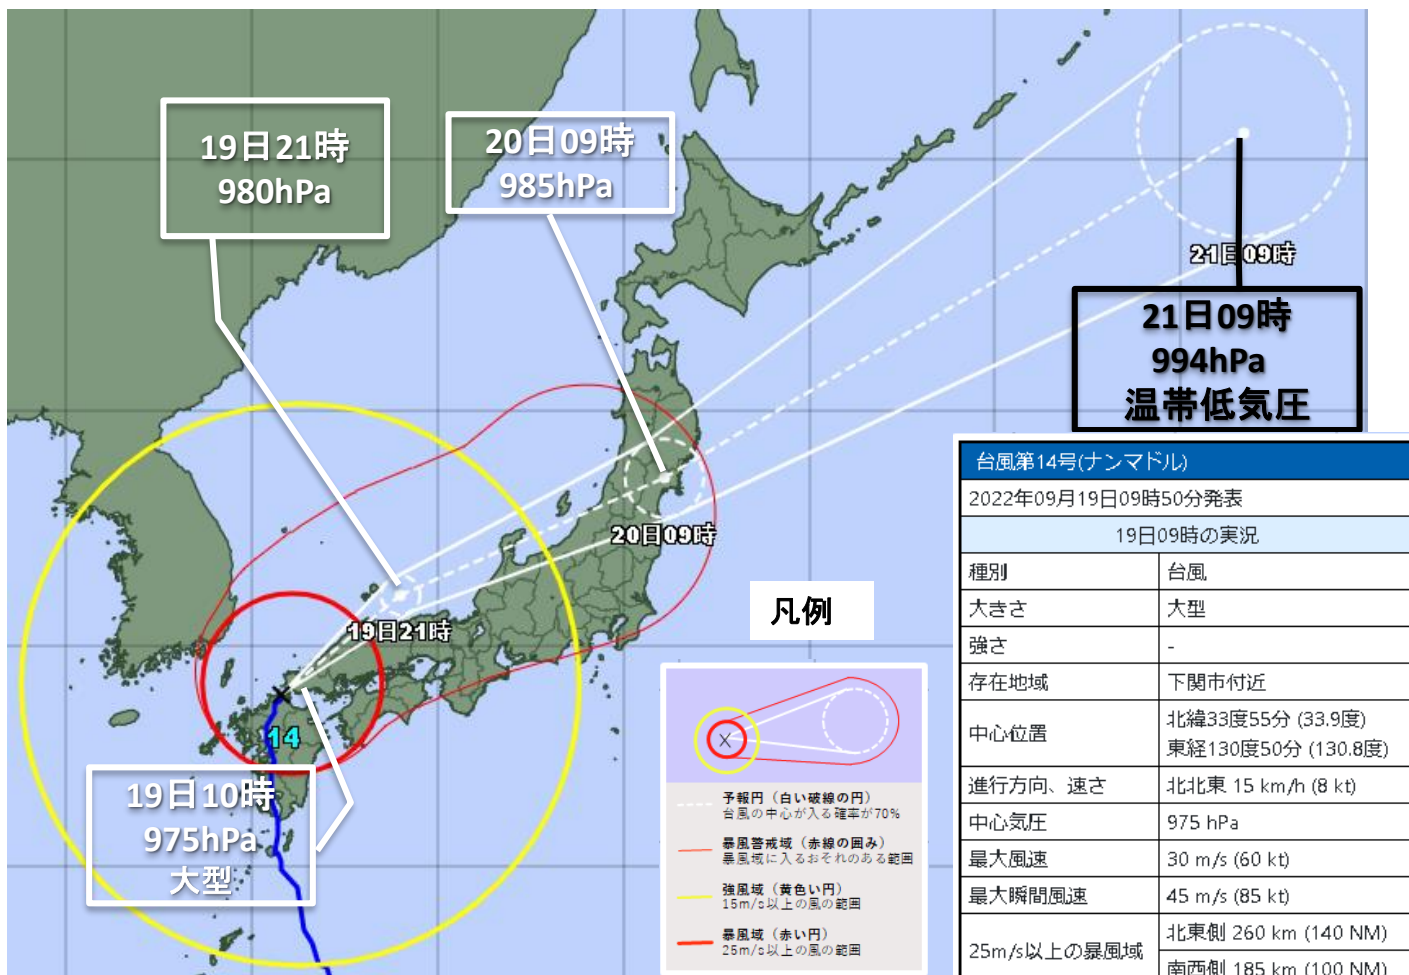 19日21時
980hPa
20日09時
985hPa
21日09時
21日09時
994hPa
温帯低気圧
20日09時
19日21時
14
19日10時
975hPa
大型
凡例
予報円（白い破線の円）
台風の中心が入る確率が70%
暴風警戒域（赤線の囲み）
暴風域に入るおそれのある範囲
強風域（黄色い円）
15m/s以上の風の範囲
暴風域（赤い円）
25m/s以上の風の範囲
台風第14号(ナンマドル)
2022年09月19日09時50分発表
19日09時の実況
種別 台風
大きさ 大型
強さ -
存在地域 下関市付近
中心位置 北緯33度55分 (33.9度)
東経130度50分 (130.8度)
進行方向、速さ 北北東 15 km/h (8 kt)
中心気圧 975 hPa
最大風速 30 m/s (60 kt)
最大瞬間風速 45 m/s (85 kt)
25m/s以上の暴風域 北東側 260 km (140 NM)
南西側 185 km (100 NM)